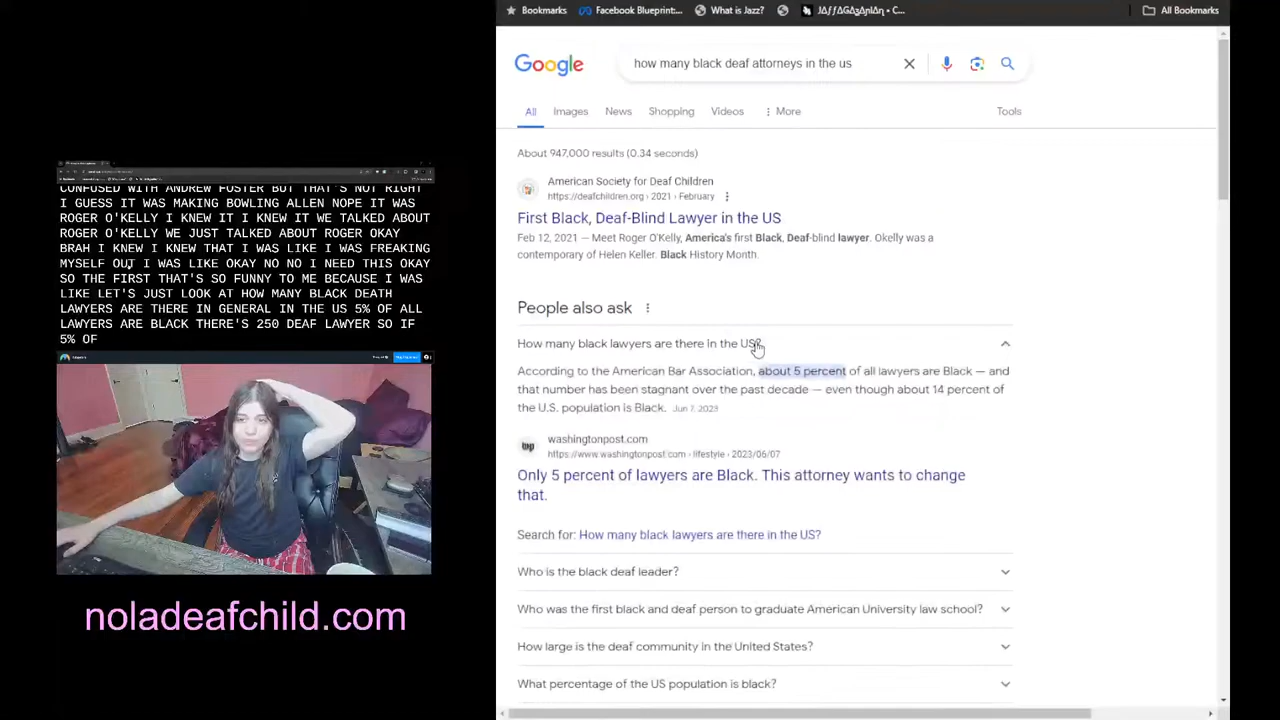 Bookmarks
Facebook Blueprint:...
What is Jazz?
All Bookmarks
Google
how many black deaf attorneys in the us
All
Images
News
Shopping
Videos
More
Tools
About 947,000 results (0.34 seconds)
American Society for Deaf Children
https://deafchildren.org › 2021 › February
First Black, Deaf-Blind Lawyer in the US
Feb 12, 2021 — Meet Roger O'Kelly, America's first Black, Deaf-blind lawyer. Okelly was a
contemporary of Helen Keller. Black History Month.
People also ask
How many black lawyers are there in the US?
According to the American Bar Association, about 5 percent of all lawyers are Black — and
that number has been stagnant over the past decade — even though about 14 percent of
the U.S. population is Black. Jun 7, 2023
washingtonpost.com
https://www.washingtonpost.com › lifestyle › 2023/06/07
Only 5 percent of lawyers are Black. This attorney wants to change
that.
Search for: How many black lawyers are there in the US?
Who is the black deaf leader?
Who was the first black and deaf person to graduate American University law school?
How large is the deaf community in the United States?
What percentage of the US population is black?
CONFUSED WITH ANDREW FOSTER BUT THAT'S NOT RIGHT
I GUESS IT WAS MAKING BOWLING ALLEN NOPE IT WAS
ROGER O'KELLY I KNEW IT I KNEW IT WE TALKED ABOUT
ROGER O'KELLY WE JUST TALKED ABOUT ROGER OKAY
BRAH I KNEW I KNEW THAT I WAS LIKE I WAS FREAKING
MYSELF OUT I WAS LIKE OKAY NO NO I NEED THIS OKAY
SO THE FIRST THAT'S SO FUNNY TO ME BECAUSE I WAS
LIKE LET'S JUST LOOK AT HOW MANY BLACK DEATH
LAWYERS ARE THERE IN GENERAL IN THE US 5% OF ALL
LAWYERS ARE BLACK THERE'S 250 DEAF LAWYER SO IF
5% OF
noladeafchild.com